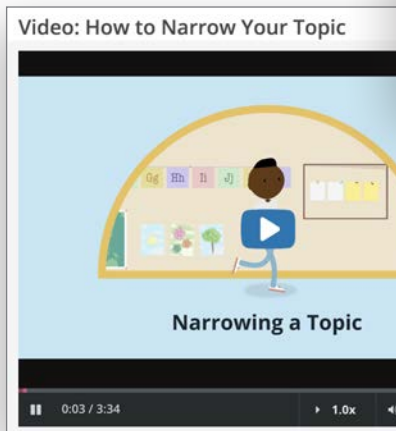 Video: How to Narrow Your Topic
Gg Hh Ii Jj
Narrowing a Topic
0:03 / 3:34
1.0x